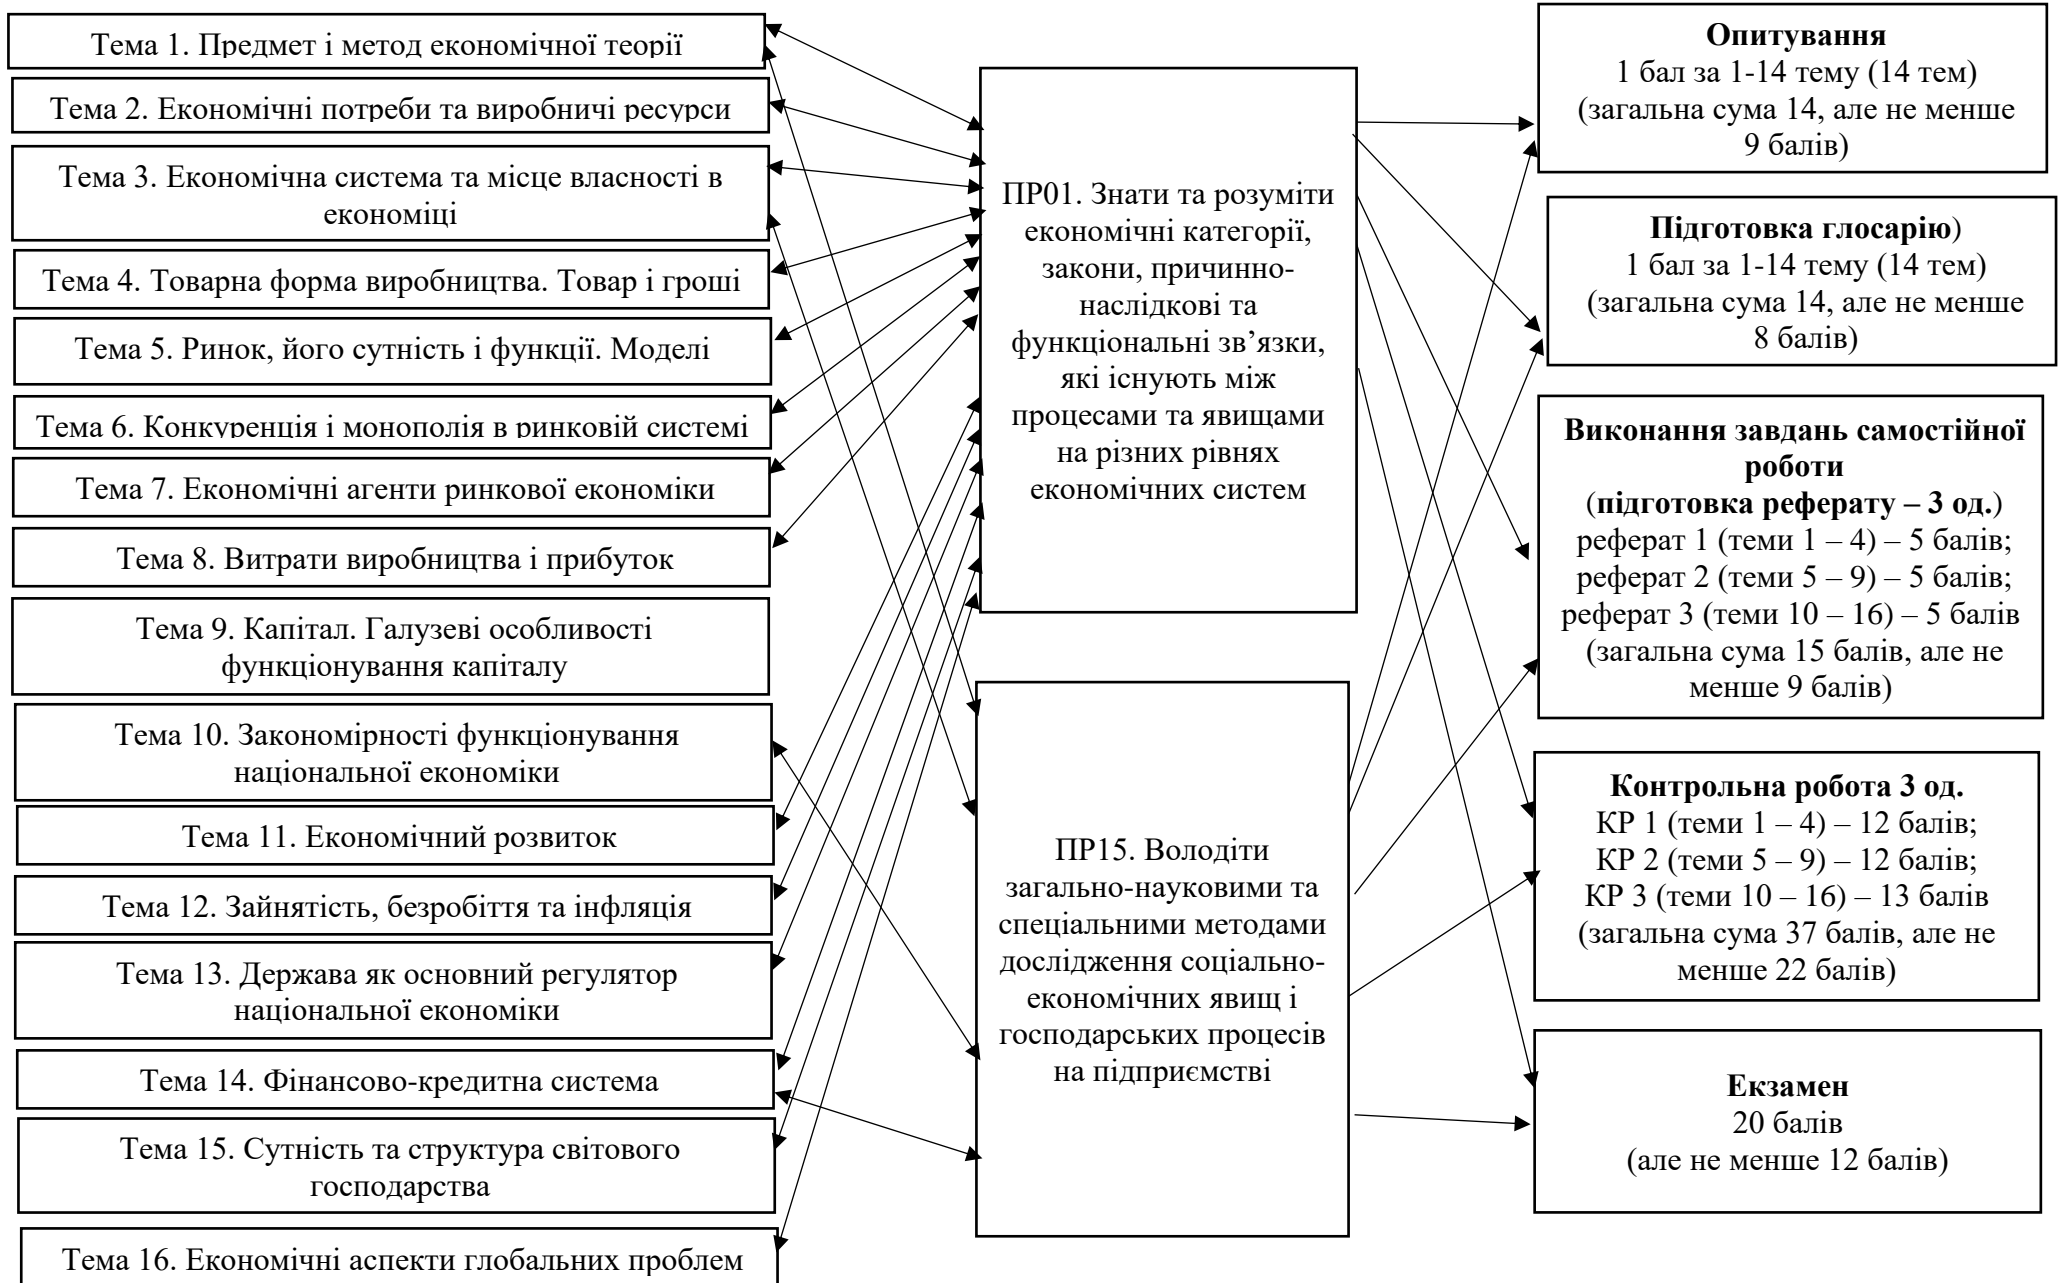 Тема 1. Предмет і метод економічної теорії
Тема 2. Економічні потреби та виробничі ресурси
Тема 3. Економічна система та місце власності в
економіці
Тема 4. Товарна форма виробництва. Товар і гроші
Тема 5. Ринок, його сутність і функції. Моделі
Тема 6. Конкуренція і монополія в ринковій системі
Тема 7. Економічні агенти ринкової економіки
Тема 8. Витрати виробництва і прибуток
Тема 9. Капітал. Галузеві особливості
функціонування капіталу
Тема 10. Закономірності функціонування
національної економіки
Тема 11. Економічний розвиток
Тема 12. Зайнятість, безробіття та інфляція
Тема 13. Держава як основний регулятор
національної економіки
Тема 14. Фінансово-кредитна система
Тема 15. Сутність та структура світового
господарства
Тема 16. Економічні аспекти глобальних проблем
ПР01. Знати та розуміти
економічні категорії,
закони, причинно-
наслідкові та
функціональні зв’язки,
які існують між
процесами та явищами
на різних рівнях
економічних систем
ПР15. Володіти
загально-науковими та
спеціальними методами
дослідження соціально-
економічних явищ і
господарських процесів
на підприємстві
Опитування
1 бал за 1-14 тему (14 тем)
(загальна сума 14, але не менше
9 балів)
Підготовка глосарію)
1 бал за 1-14 тему (14 тем)
(загальна сума 14, але не менше
8 балів)
Виконання завдань самостійної
роботи
(підготовка реферату – 3 од.)
реферат 1 (теми 1 – 4) – 5 балів;
реферат 2 (теми 5 – 9) – 5 балів;
реферат 3 (теми 10 – 16) – 5 балів
(загальна сума 15 балів, але не
менше 9 балів)
Контрольна робота 3 од.
КР 1 (теми 1 – 4) – 12 балів;
КР 2 (теми 5 – 9) – 12 балів;
КР 3 (теми 10 – 16) – 13 балів
(загальна сума 37 балів, але не
менше 22 балів)
Екзамен
20 балів
(але не менше 12 балів)